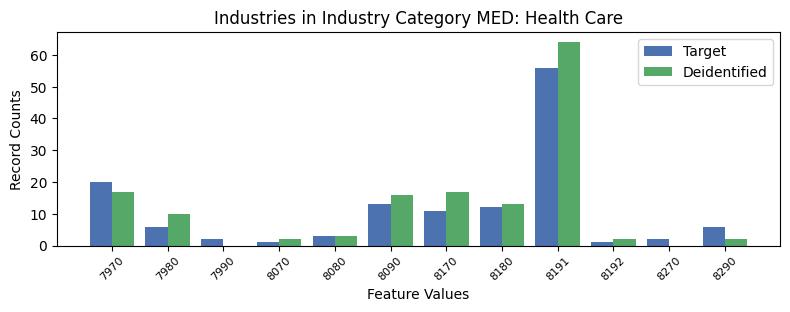 Industries in Industry Category MED: Health Care
Target
Deidentified
Record Counts
60
50
40
30
20
10
0
7970 7980 7990 8070 8080 8090 8170 8180 8191 8192 8270 8290
Feature Values